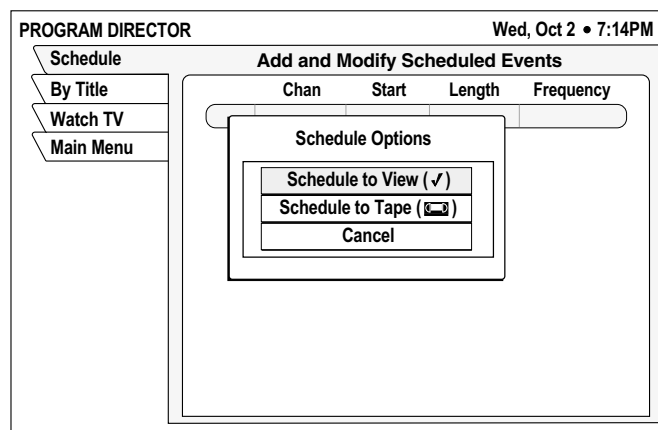 PROGRAM DIRECTOR Wed, Oct 2 • 7:14PM
Schedule
Add and Modify Scheduled Events
By Title
Chan Start Length Frequency
Watch TV
Main Menu
Schedule Options
Schedule to View (✓)
Schedule to Tape ( )
Cancel